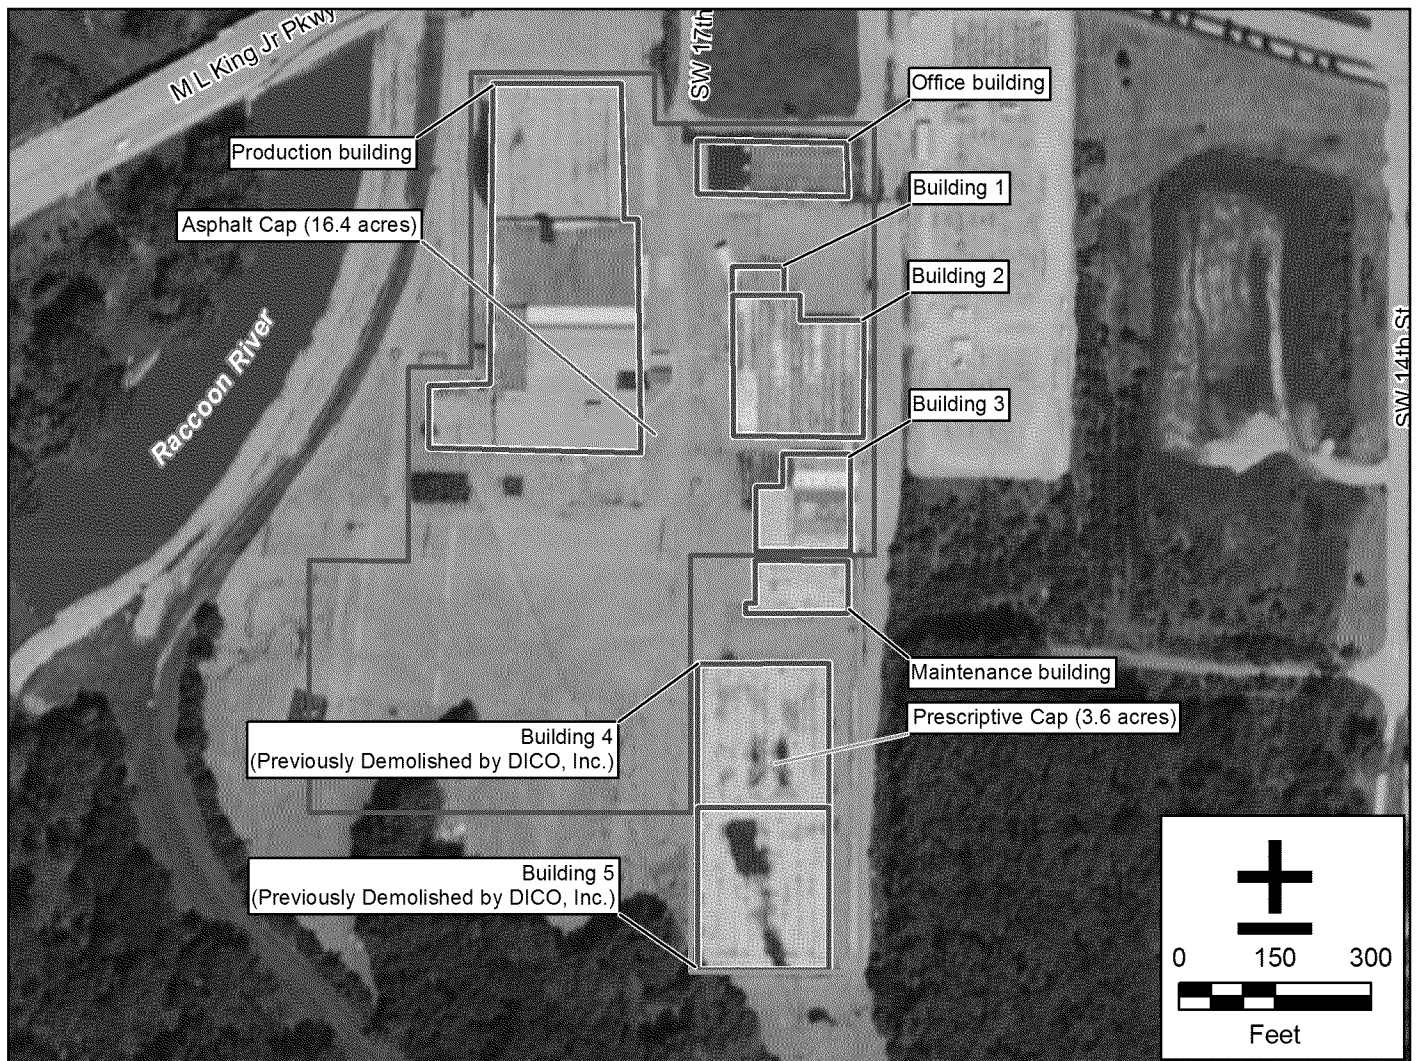 M L King Jr Pkwy
SW 17th
Office building
Production building
Building 1
Asphalt Cap (16.4 acres)
Building 2
Raccoon River
SW 14th St
Building 3
Maintenance building
Prescriptive Cap (3.6 acres)
Building 4
(Previously Demolished by DICO, Inc.)
Building 5
(Previously Demolished by DICO, Inc.)
0 150 300
Feet